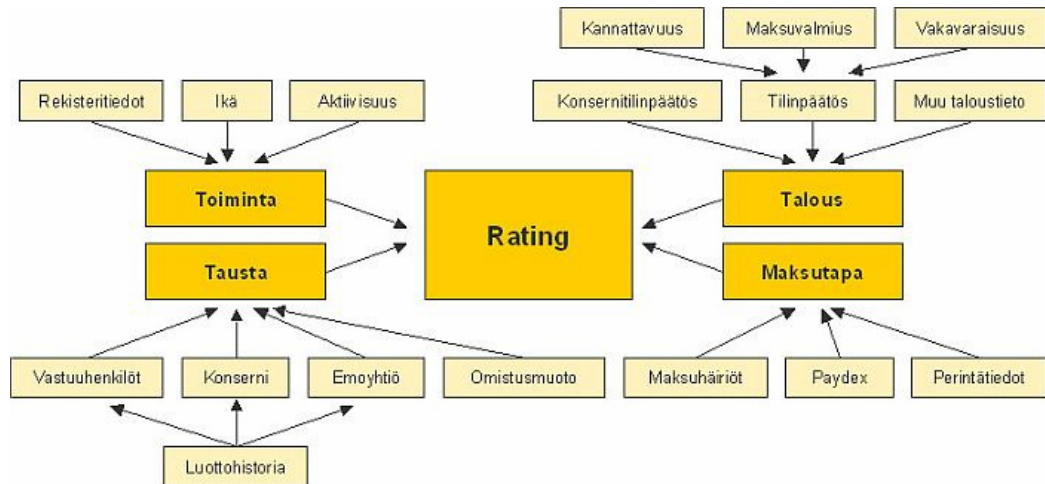 Kannattavuus
Maksuvalmius
Vakavaraisuus
Rekisteritiedot
Ikä
Aktiivisuus
Konsernitilinpäätös
Tilinpäätös
Muu taloustieto
Toiminta
Rating
Talous
Tausta
Maksutapa
Vastuuhenkilöt
Konserni
Emoyhtiö
Omistusmuoto
Maksuhäiriöt
Paydex
Perintätiedot
Luottohistoria